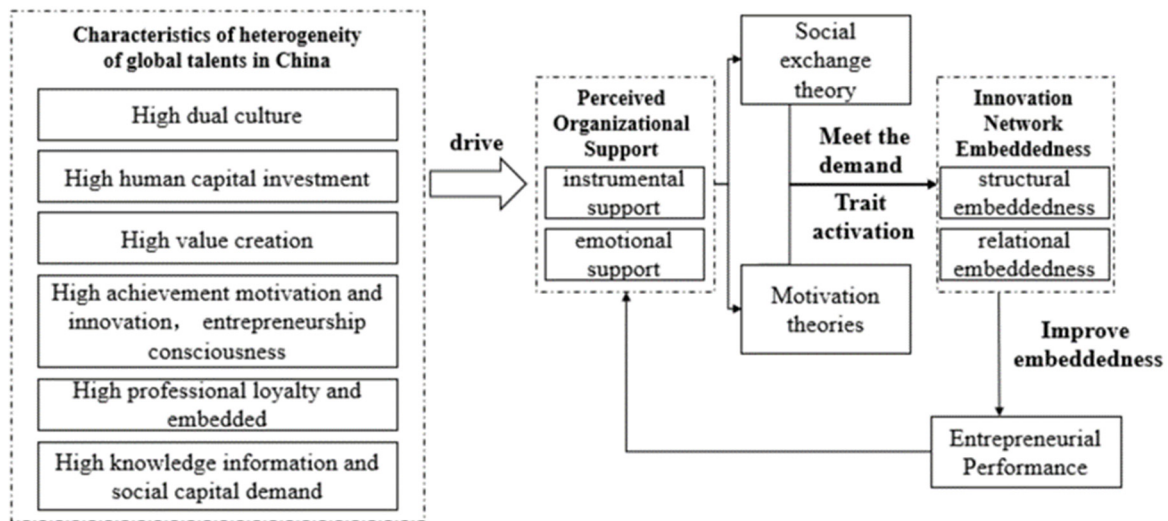 Characteristics of heterogeneity
of global talents in China
High dual culture
High human capital investment
High value creation
High achievement motivation and
innovation， entrepreneurship
consciousness
High professional loyalty and
embedded
High knowledge information and
social capital demand
drive
Perceived
Organizational
Support
instrumental
support
emotional
support
Social
exchange
theory
Motivation
theories
Meet the
demand
Trait
activation
Innovation
Network
Embeddedness
structural
embeddedness
relational
embeddedness
Improve
embeddedness
Entrepreneurial
Performance